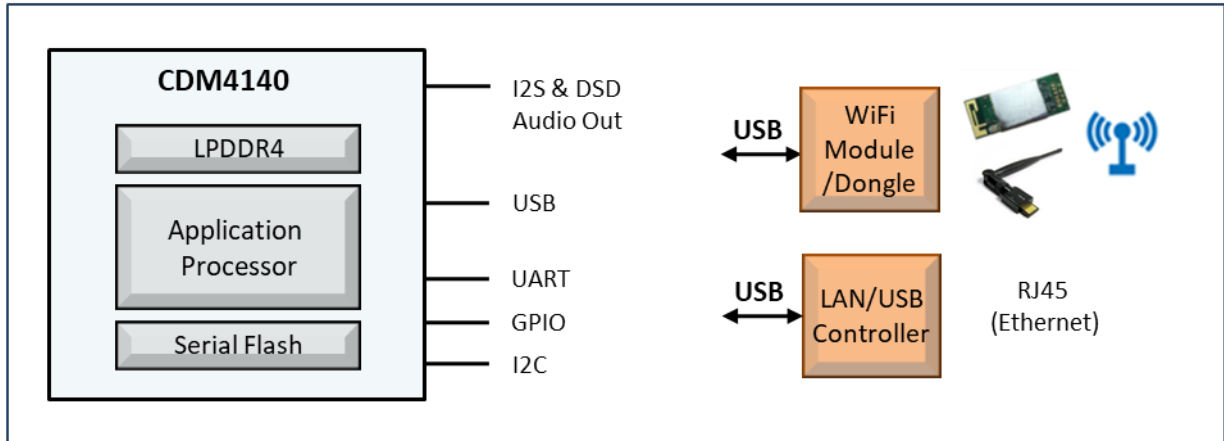 CDM4140
LPDDR4
Application
Processor
Serial Flash
I2S & DSD
Audio Out
USB
UART
GPIO
I2C
USB
WiFi
Module
/Dongle
USB
LAN/USB
Controller
RJ45
(Ethernet)